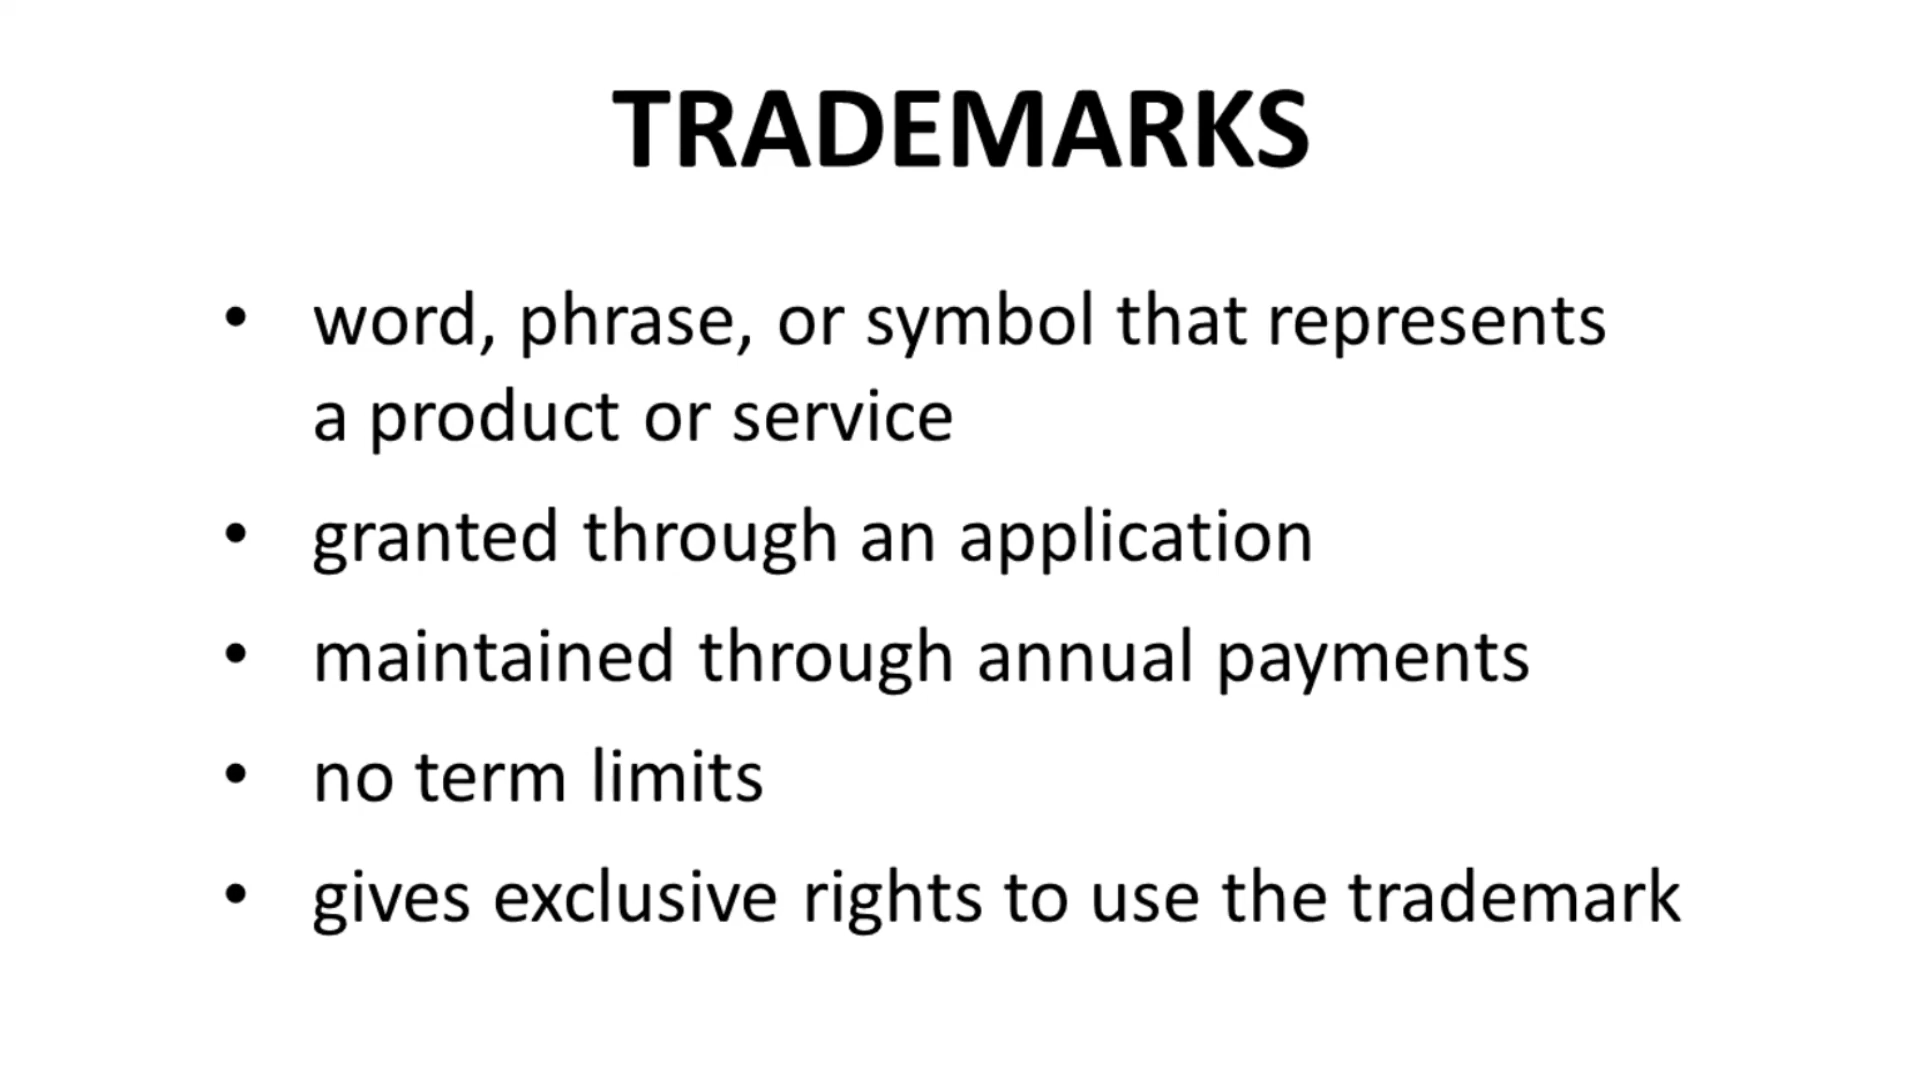 TRADEMARKS
• word, phrase, or symbol that represents
a product or service
• granted through an application
• maintained through annual payments
• no term limits
• gives exclusive rights to use the trademark